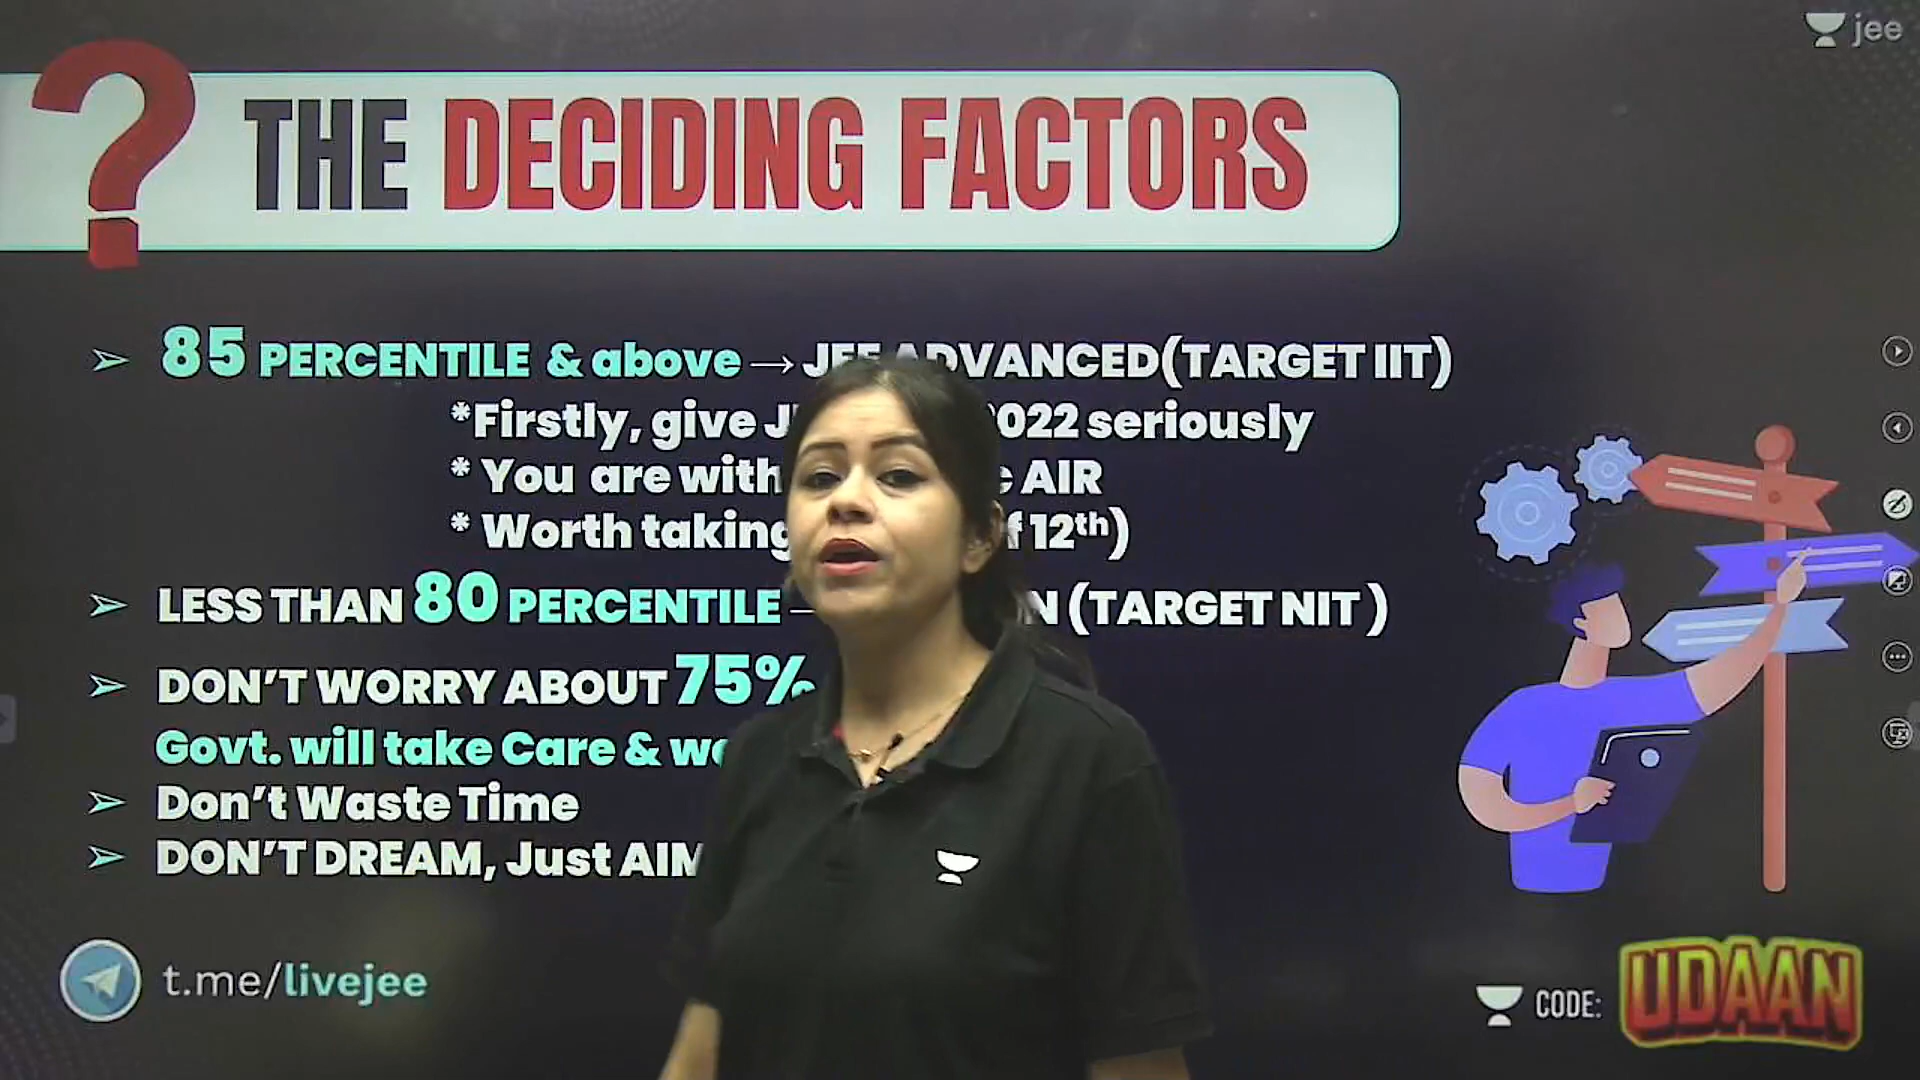 jee
? THE DECIDING FACTORS
➢ 85 PERCENTILE & above → JEE ADVANCED(TARGET IIT)
*Firstly, give 2022 seriously
* You are with AIR
* Worth taking 12th)
➢ LESS THAN 80 PERCENTILE (TARGET NIT )
➢ DON'T WORRY ABOUT 75%
Govt. will take Care &
➢ Don't Waste Time
➢ DON'T DREAM, Just AIM
t.me/livejee
CODE: UDAAN